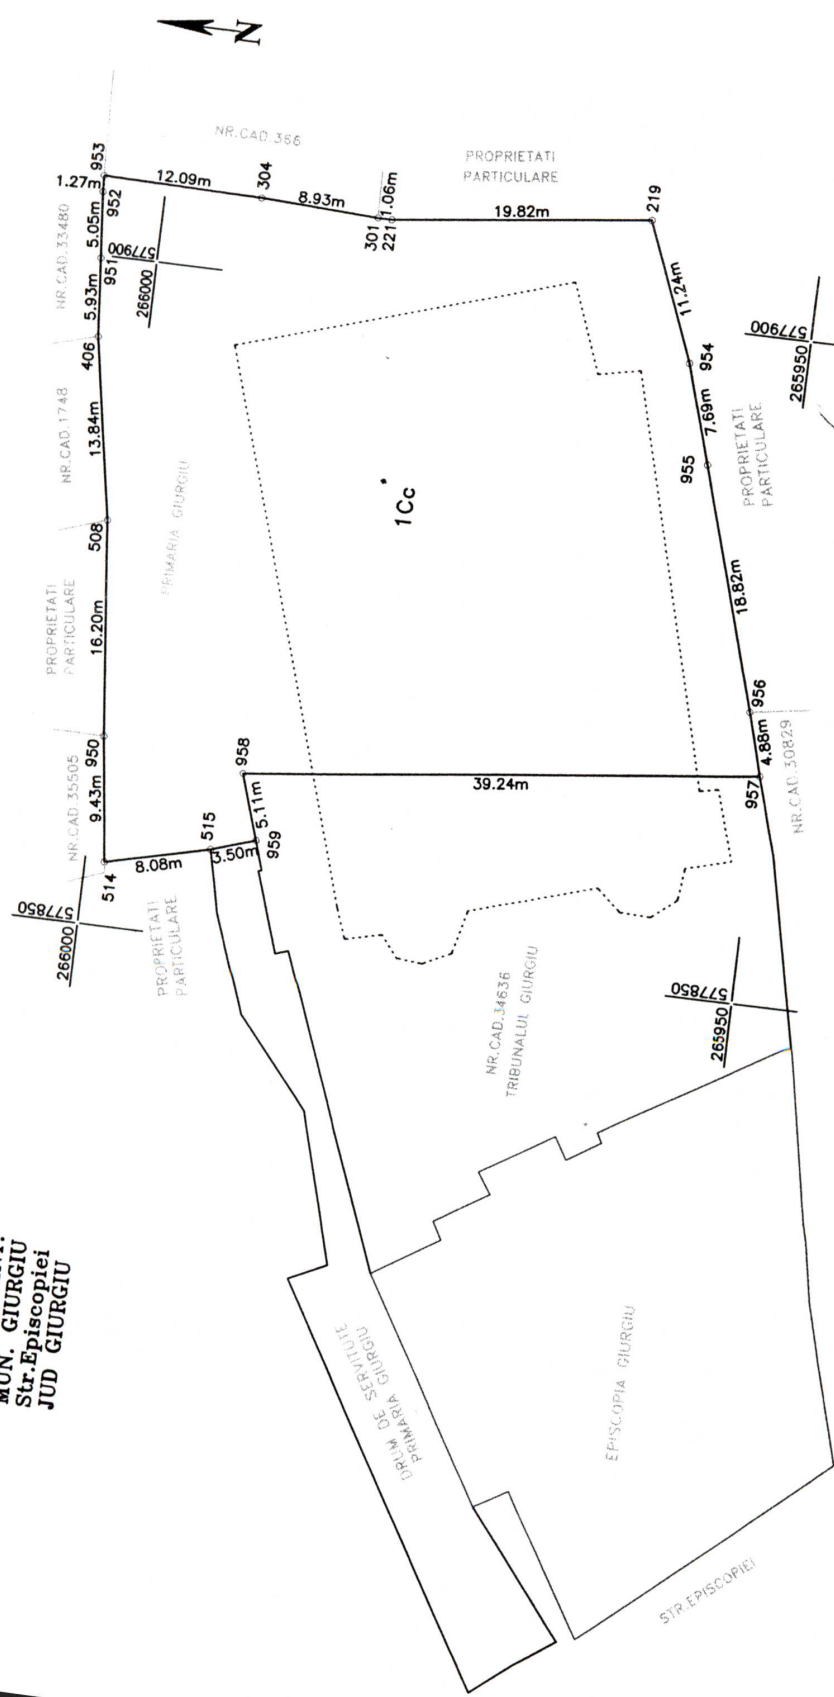 N
NR.CAD.366
PROPRIETATI
PARTICULARE
953
1.27m
952
12.09m
304
8.93m
1.06m
301
221
19.82m
219
NR.CAD.33480
5.05m
951
577900
266000
5.93m
406
11.24m
954
577900
265950
NR.CAD.1748
13.84m
7.69m
955
PROPRIETATI
PARTICULARE
1Cc
PRIMARIA GIURGIU
508
PROPRIETATI
PARTICULARE
16.20m
18.82m
956
950
958
4.88m
957
NR.CAD.30829
39.24m
NR.CAD.35505
9.43m
515
5.11m
959
3.50m
8.08m
514
577850
266000
PROPRIETATI
PARTICULARE
NR.CAD.34636
TRIBUNALUL GIURGIU
577850
265950
MUN. GIURGIU
Str.Episcopiei
JUD GIURGIU
DRUM DE SERVITUTE
PRIMARIA GIURGIU
EPISCOPIA GIURGIU
STR.EPISCOPIEI